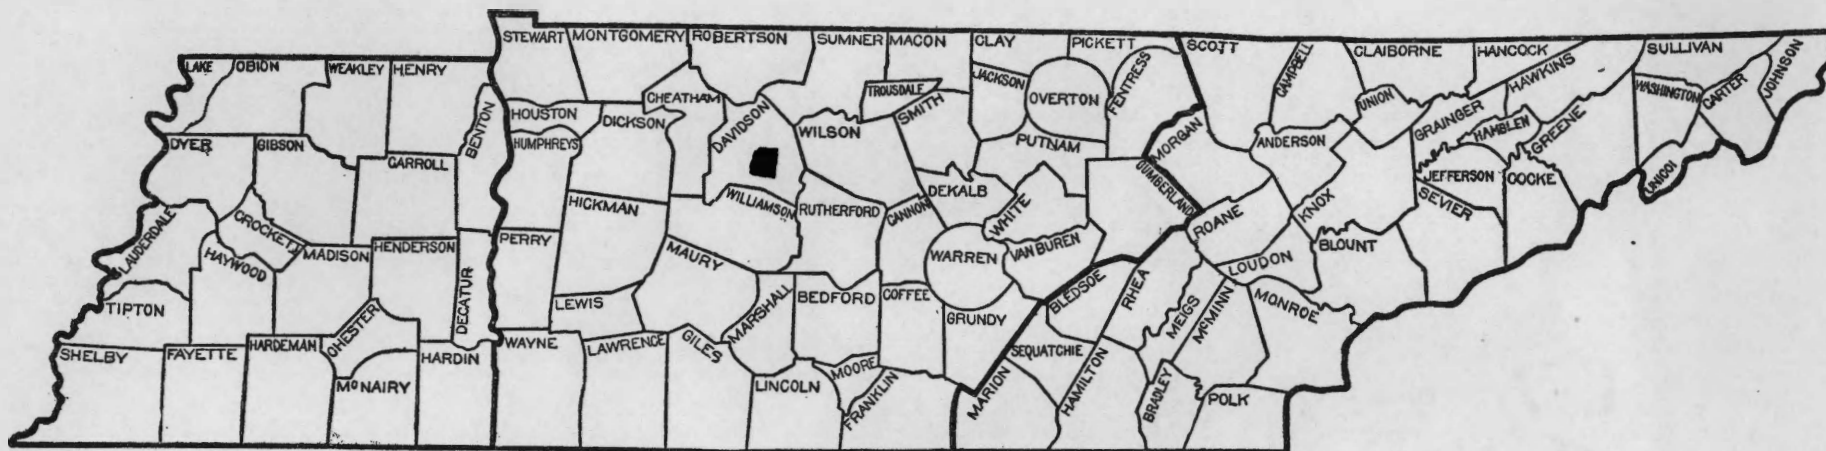 STEWART
MONTGOMERY
ROBERTSON
SUMNER
MACON
CLAY
PICKETT
SCOTT
CAMPBELL
CLAIBORNE
HANCOCK
HAWKINS
SULLIVAN
JOHNSON
LAKE
OBION
WEAKLEY
HENRY
BENTON
HOUSTON
CHEATHAM
DICKSON
DAVIDSON
TROUSDALE
SMITH
JACKSON
OVERTON
FENTRESS
UNION
GRAINGER
HAMBLEN
GREENE
WASHINGTON
CARTER
UNICOI
DYER
GIBSON
CARROLL
HUMPHREYS
WILSON
PUTNAM
MORGAN
ANDERSON
JEFFERSON
COCKE
LAUDERDALE
CROCKETT
HAYWOOD
MADISON
HENDERSON
DECATUR
PERRY
HICKMAN
WILLIAMSON
RUTHERFORD
CANNON
DEKALB
WHITE
CUMBERLAND
ROANE
KNOX
SEVIER
MAURY
WARREN
VAN BUREN
LOUDON
BLOUNT
TIPTON
CHESTER
LEWIS
MARSHALL
BEDFORD
COFFEE
GRUNDY
BLEDSOE
RHEA
MEIGS
McMINN
MONROE
SHELBY
FAYETTE
HARDEMAN
McNAIRY
HARDIN
WAYNE
LAWRENCE
GILES
LINCOLN
MOORE
FRANKLIN
MARION
SEQUATCHIE
HAMILTON
BRADLEY
POLK